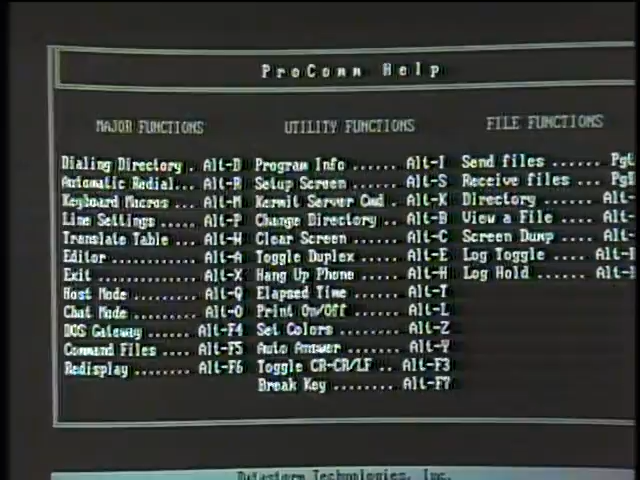 ProComm Help
MAJOR FUNCTIONS UTILITY FUNCTIONS FILE FUNCTIONS
Dialing Directory . Alt-D Program Info ...... Alt-I Send files ......
Automatic Redial... Alt-R Setup Screen ...... Alt-S Receive files ...
Keyboard Macros ... Alt-M Kermit Server Cmd . Alt-K Directory ....... Alt-
Line Settings ..... Alt-P Change Directory .. Alt-B View a File ..... Alt-
Translate Table ... Alt-W Clear Screen ...... Alt-C Screen Dump ..... Alt-
Editor ............ Alt-A Toggle Duplex ..... Alt-E Log Toggle ...... Alt-
Exit .............. Alt-X Hang Up Phone ..... Alt-H Log Hold ........ Alt-
Host Mode ......... Alt-Q Elapsed Time ...... Alt-T
Chat Mode ......... Alt-O Print On/Off ...... Alt-L
DOS Gateway ....... Alt-F4 Set Colors ........ Alt-Z
Command Files ..... Alt-F5 Auto Answer ....... Alt-Y
Redisplay ......... Alt-F6 Toggle CR-CR/LF ... Alt-F3
Break Key ......... Alt-F7
Datastorm Technologies, Inc.